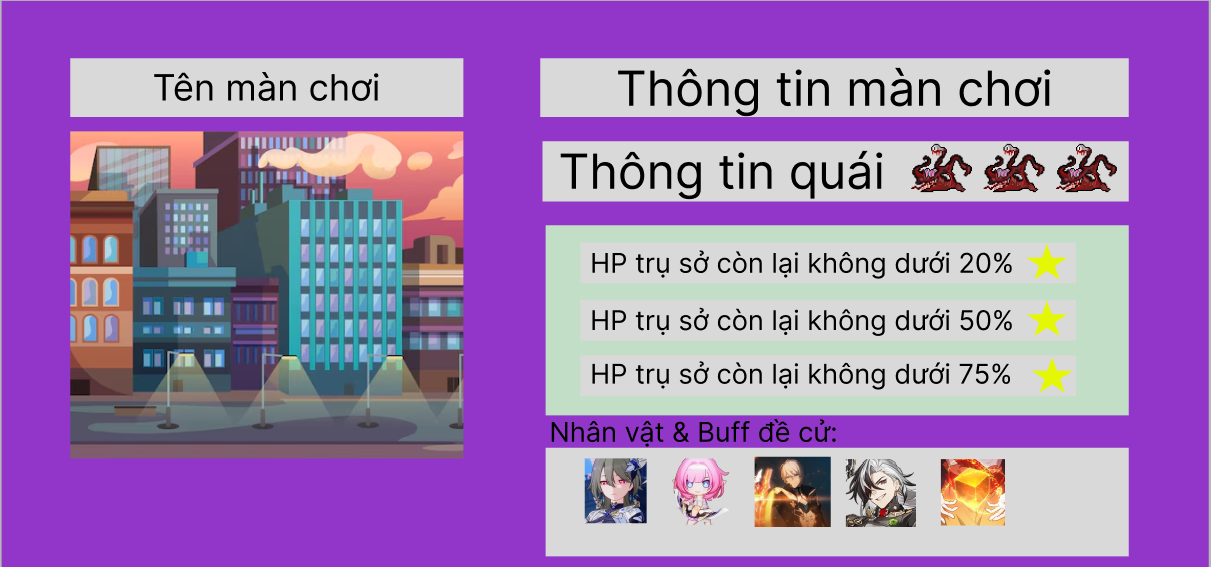 Tên màn chơi
Thông tin màn chơi
Thông tin quái
HP trụ sở còn lại không dưới 20%
HP trụ sở còn lại không dưới 50%
HP trụ sở còn lại không dưới 75%
Nhân vật & Buff đề cử: